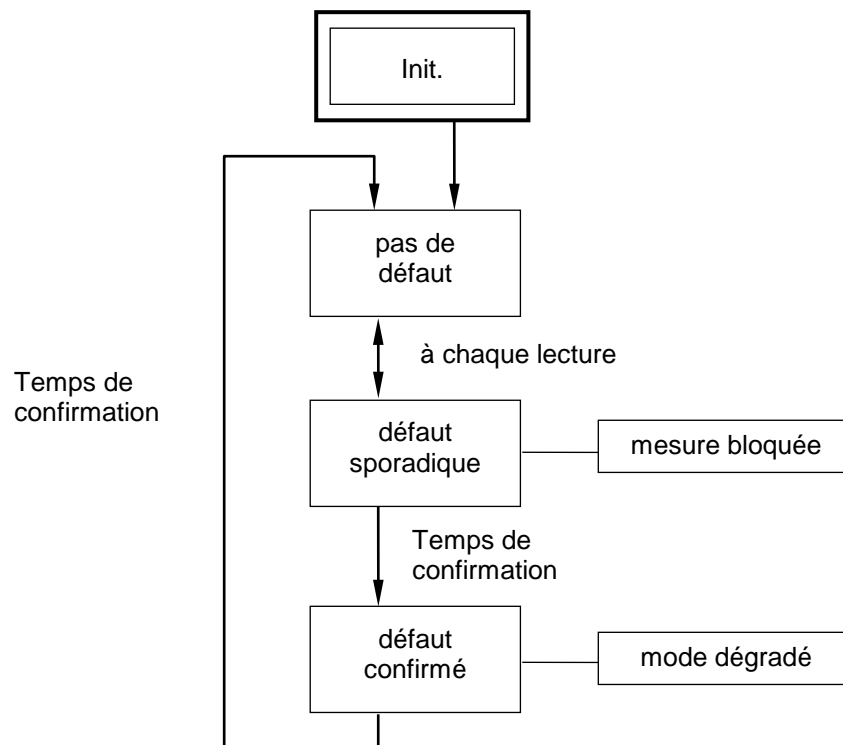 Init.
pas de
défaut
à chaque lecture
Temps de
confirmation
défaut
sporadique
mesure bloquée
Temps de
confirmation
défaut
confirmé
mode dégradé